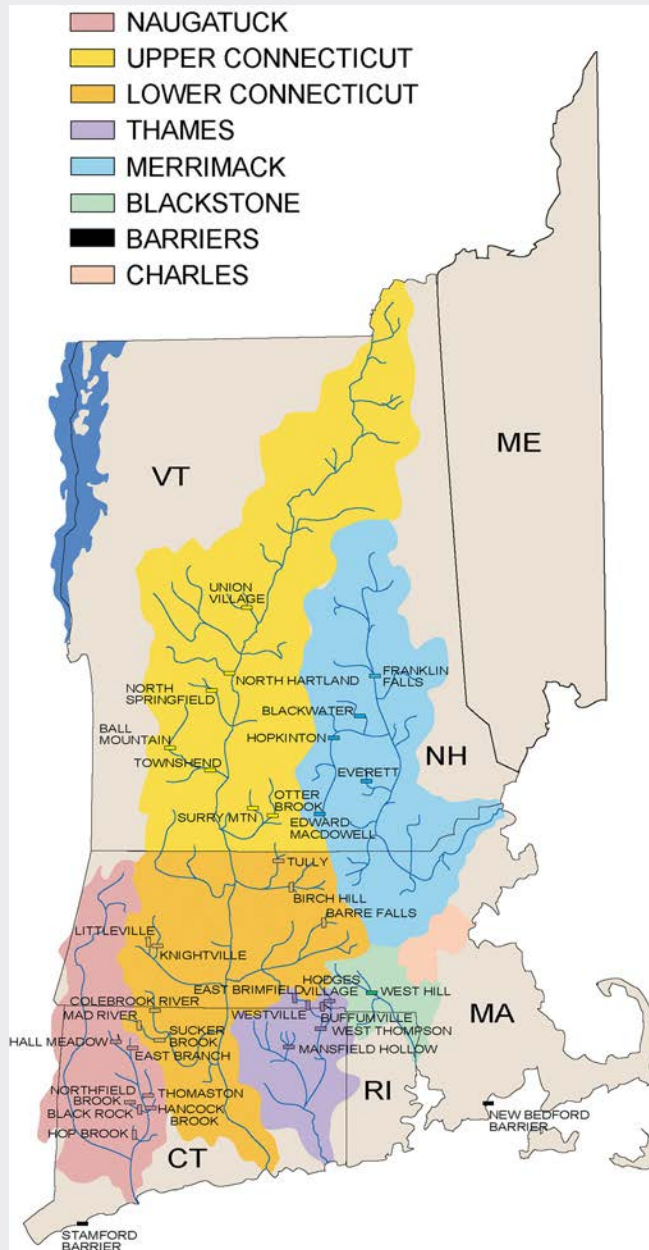 NAUGATUCK
UPPER CONNECTICUT
LOWER CONNECTICUT
THAMES
MERRIMACK
BLACKSTONE
BARRIERS
CHARLES
ME
VT
UNION
VILLAGE
NORTH HARTLAND
FRANKLIN
FALLS
NORTH
SPRINGFIELD
BLACKWATER
BALL
MOUNTAIN
HOPKINTON
NH
TOWNSHEND
EVERETT
OTTER
BROOK
SURRY MTN
EDWARD
MACDOWELL
TULLY
BIRCH HILL
BARRE FALLS
LITTLEVILLE
KNIGHTVILLE
HODGES
VILLAGE
EAST BRIMFIELD
WEST HILL
COLEBROOK RIVER
MA
MAD RIVER
WESTVILLE
BUFFUMVILLE
SUCKER
BROOK
WEST THOMPSON
HALL MEADOW
EAST BRANCH
MANSFIELD HOLLOW
NORTHFIELD
BROOK
THOMASTON
RI
BLACK ROCK
HANCOCK
BROOK
NEW BEDFORD
BARRIER
HOP BROOK
CT
STAMFORD
BARRIER